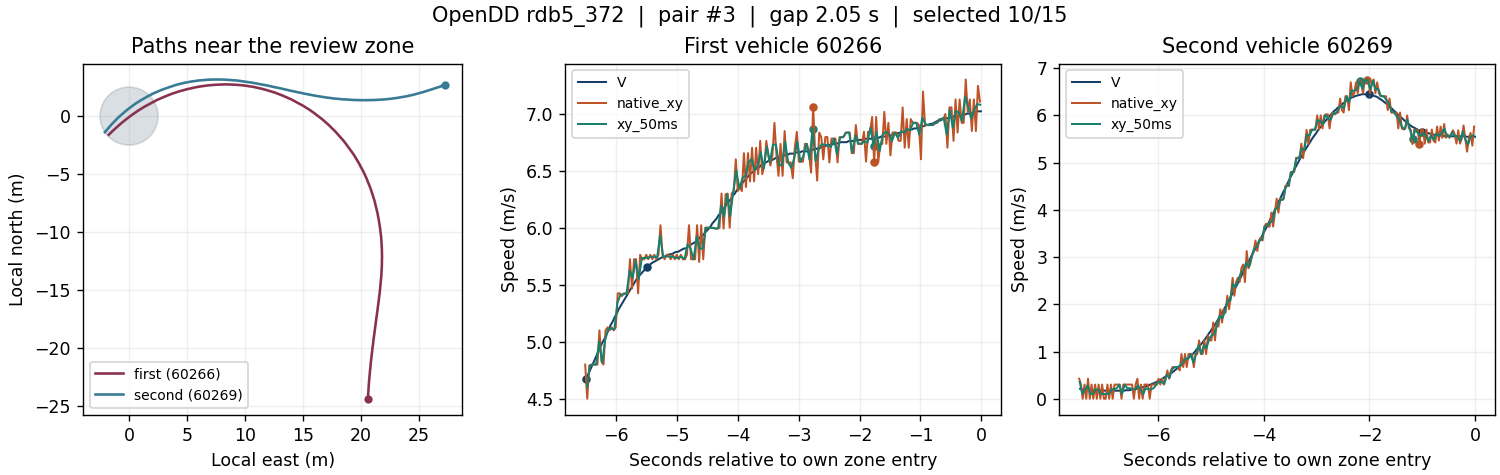 OpenDD rdb5_372 | pair #3 | gap 2.05 s | selected 10/15
Paths near the review zone
Local north (m)
0
−5
−10
−15
−20
−25
first (60266)
second (60269)
0 5 10 15 20 25
Local east (m)
First vehicle 60266
Speed (m/s)
7.0
6.5
6.0
5.5
5.0
4.5
V
native_xy
xy_50ms
−6 −5 −4 −3 −2 −1 0
Seconds relative to own zone entry
Second vehicle 60269
Speed (m/s)
7
6
5
4
3
2
1
0
V
native_xy
xy_50ms
−6 −4 −2 0
Seconds relative to own zone entry